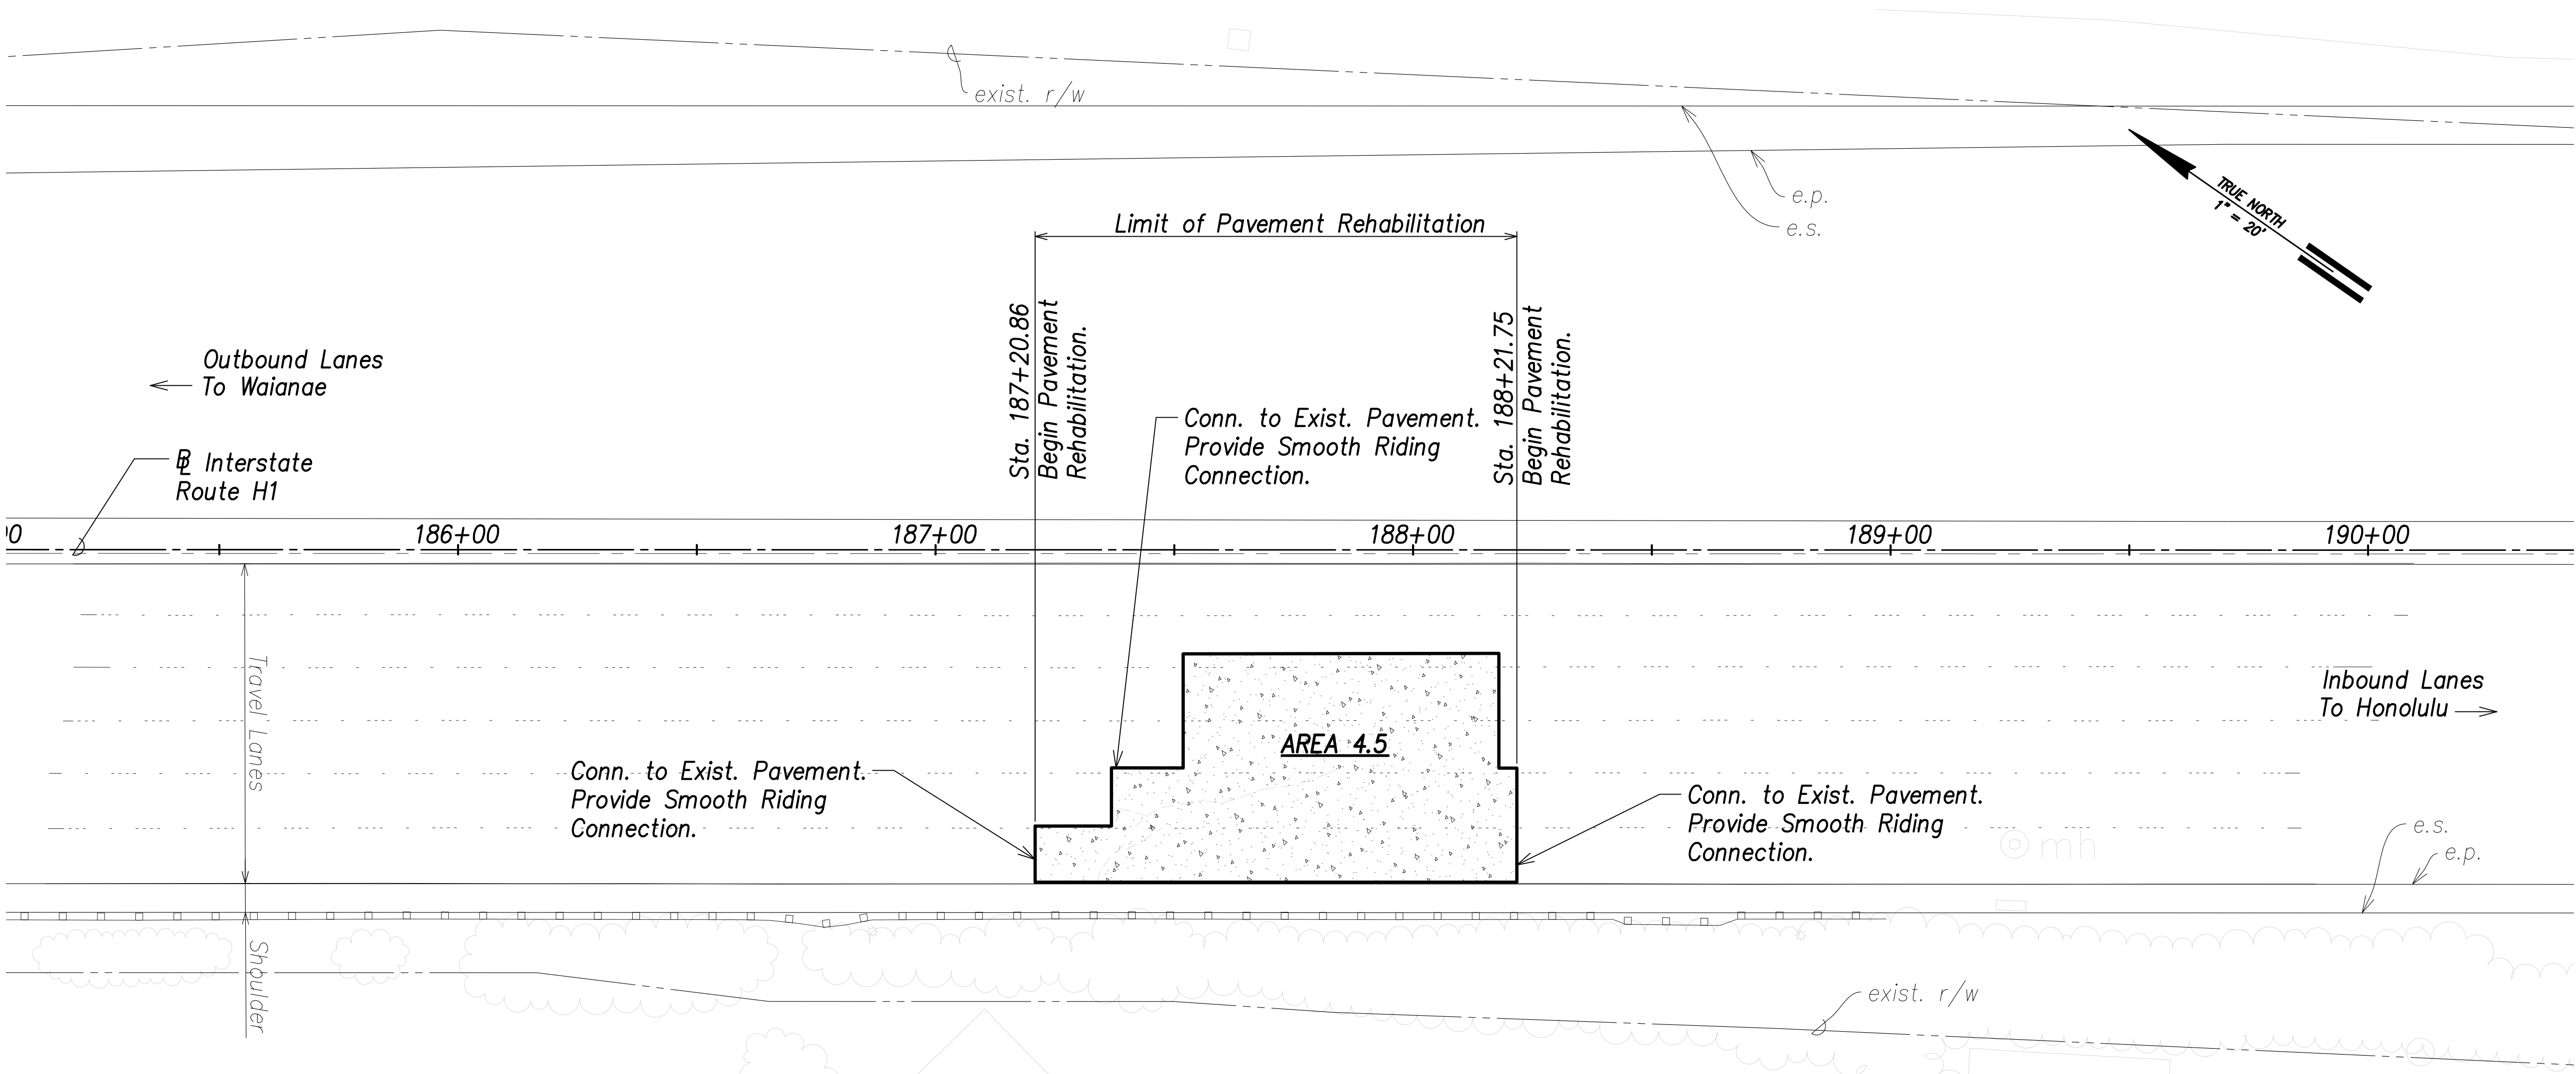 exist. r/w
e.p.
e.s.
TRUE NORTH
1" = 20'
Limit of Pavement Rehabilitation
Sta. 187+20.86
Begin Pavement
Rehabilitation.
Sta. 188+21.75
Begin Pavement
Rehabilitation.
Outbound Lanes
To Waianae
Conn. to Exist. Pavement.
Provide Smooth Riding
Connection.
BL Interstate
Route H1
186+00
187+00
188+00
189+00
190+00
Travel Lanes
Inbound Lanes
To Honolulu
AREA 4.5
Conn. to Exist. Pavement.
Provide Smooth Riding
Connection.
Conn. to Exist. Pavement.
Provide Smooth Riding
Connection.
mh
e.s.
e.p.
Shoulder
exist. r/w